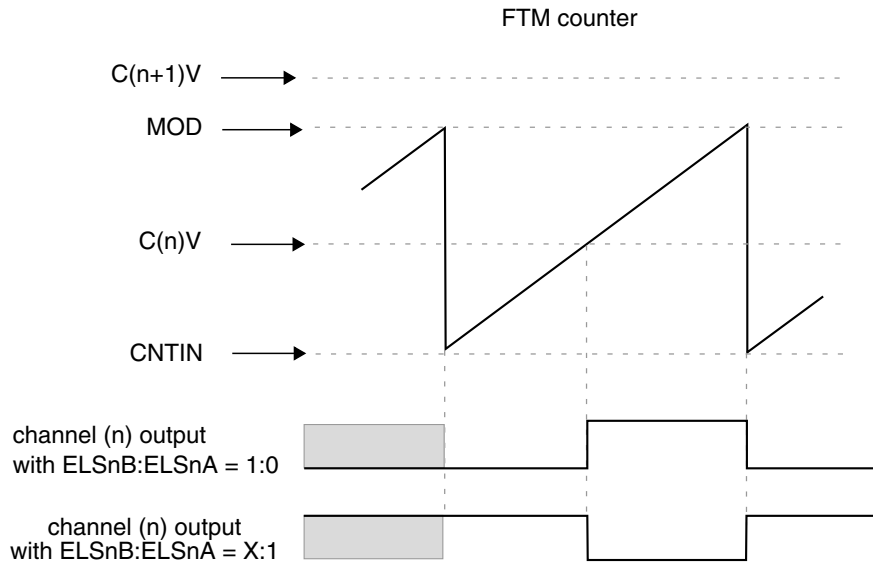 FTM counter
C(n+1)V
MOD
C(n)V
CNTIN
channel (n) output
with ELSnB:ELSnA = 1:0
channel (n) output
with ELSnB:ELSnA = X:1